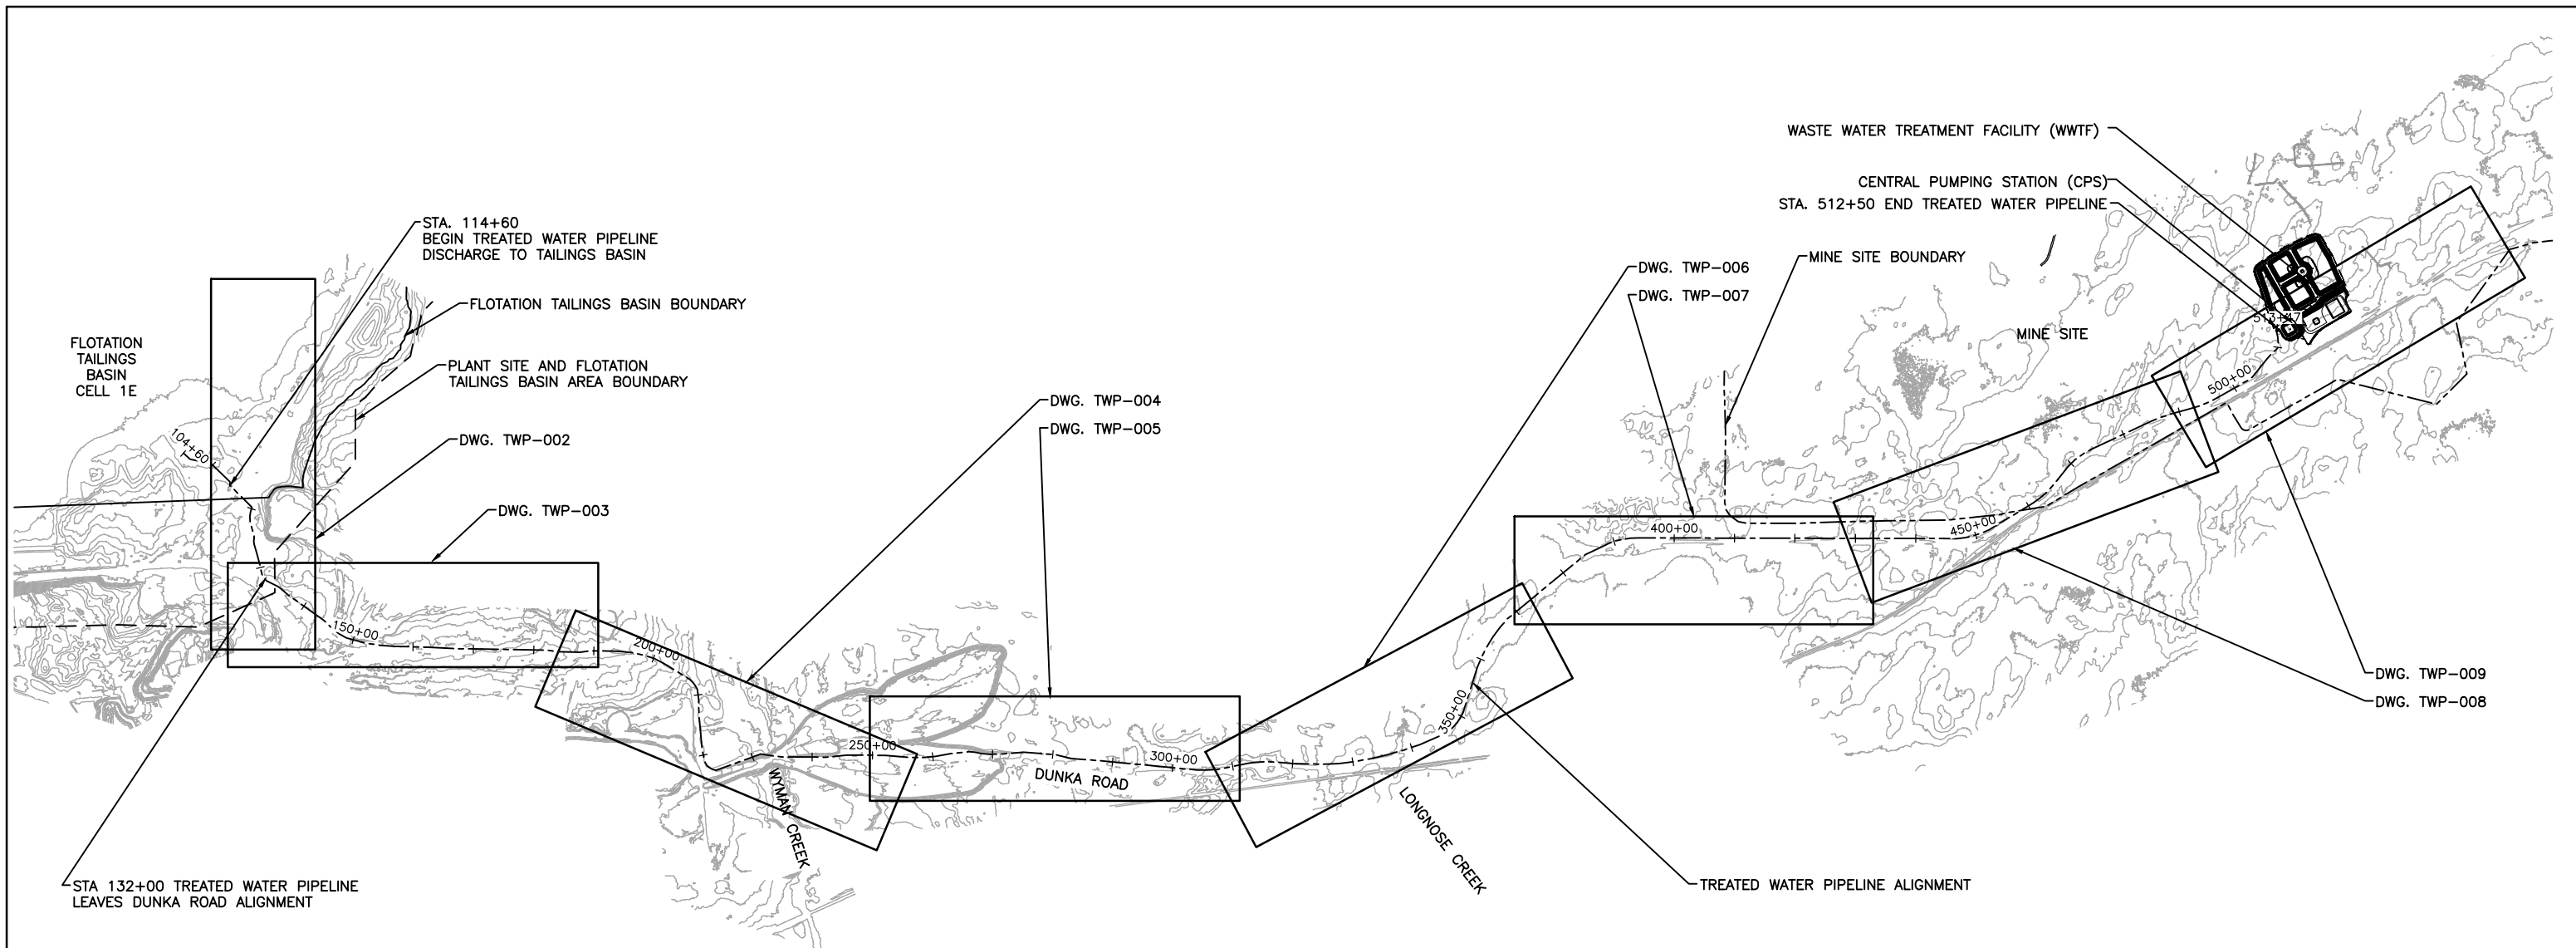 WASTE WATER TREATMENT FACILITY (WWTF)
CENTRAL PUMPING STATION (CPS)
STA. 512+50 END TREATED WATER PIPELINE
STA. 114+60
BEGIN TREATED WATER PIPELINE
DISCHARGE TO TAILINGS BASIN
MINE SITE BOUNDARY
DWG. TWP-006
DWG. TWP-007
FLOTATION TAILINGS BASIN BOUNDARY
513+47
MINE SITE
FLOTATION
TAILINGS
BASIN
CELL 1E
PLANT SITE AND FLOTATION
TAILINGS BASIN AREA BOUNDARY
500+00
DWG. TWP-004
DWG. TWP-005
DWG. TWP-002
104+60
DWG. TWP-003
400+00
450+00
150+00
200+00
DWG. TWP-009
DWG. TWP-008
350+00
250+00
300+00
DUNKA ROAD
WYMAN CREEK
LONGNOSE CREEK
STA 132+00 TREATED WATER PIPELINE
LEAVES DUNKA ROAD ALIGNMENT
TREATED WATER PIPELINE ALIGNMENT